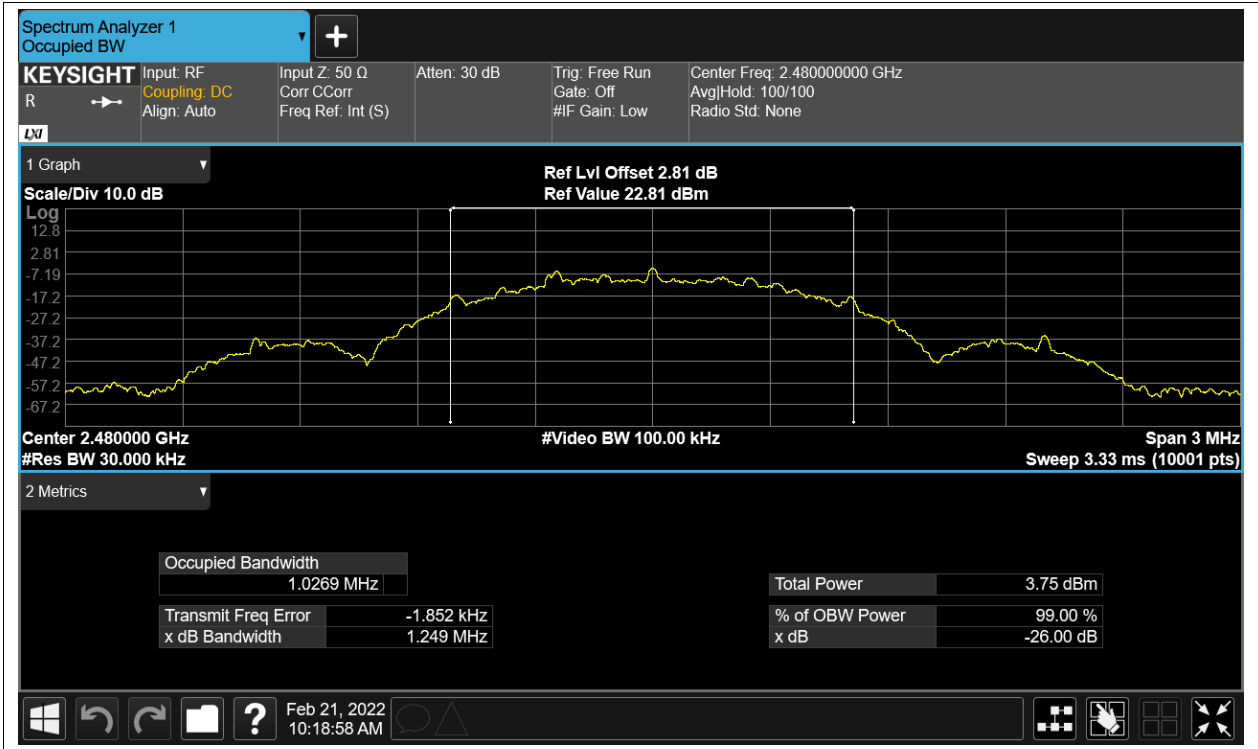 Spectrum Analyzer 1
Occupied BW
KEYSIGHT
R
LXI
Input: RF
Coupling: DC
Align: Auto
Input Z: 50 Ω
Corr CCorr
Freq Ref: Int (S)
Atten: 30 dB
Trig: Free Run
Gate: Off
#IF Gain: Low
Center Freq: 2.480000000 GHz
Avg|Hold: 100/100
Radio Std: None
1 Graph
Scale/Div 10.0 dB
Ref Lvl Offset 2.81 dB
Ref Value 22.81 dBm
Log
12.8
2.81
-7.19
-17.2
-27.2
-37.2
-47.2
-57.2
-67.2
Center 2.480000 GHz
#Res BW 30.000 kHz
#Video BW 100.00 kHz
Span 3 MHz
Sweep 3.33 ms (10001 pts)
2 Metrics
Occupied Bandwidth
1.0269 MHz
Transmit Freq Error -1.852 kHz
x dB Bandwidth 1.249 MHz
Total Power 3.75 dBm
% of OBW Power 99.00 %
x dB -26.00 dB
?
Feb 21, 2022
10:18:58 AM